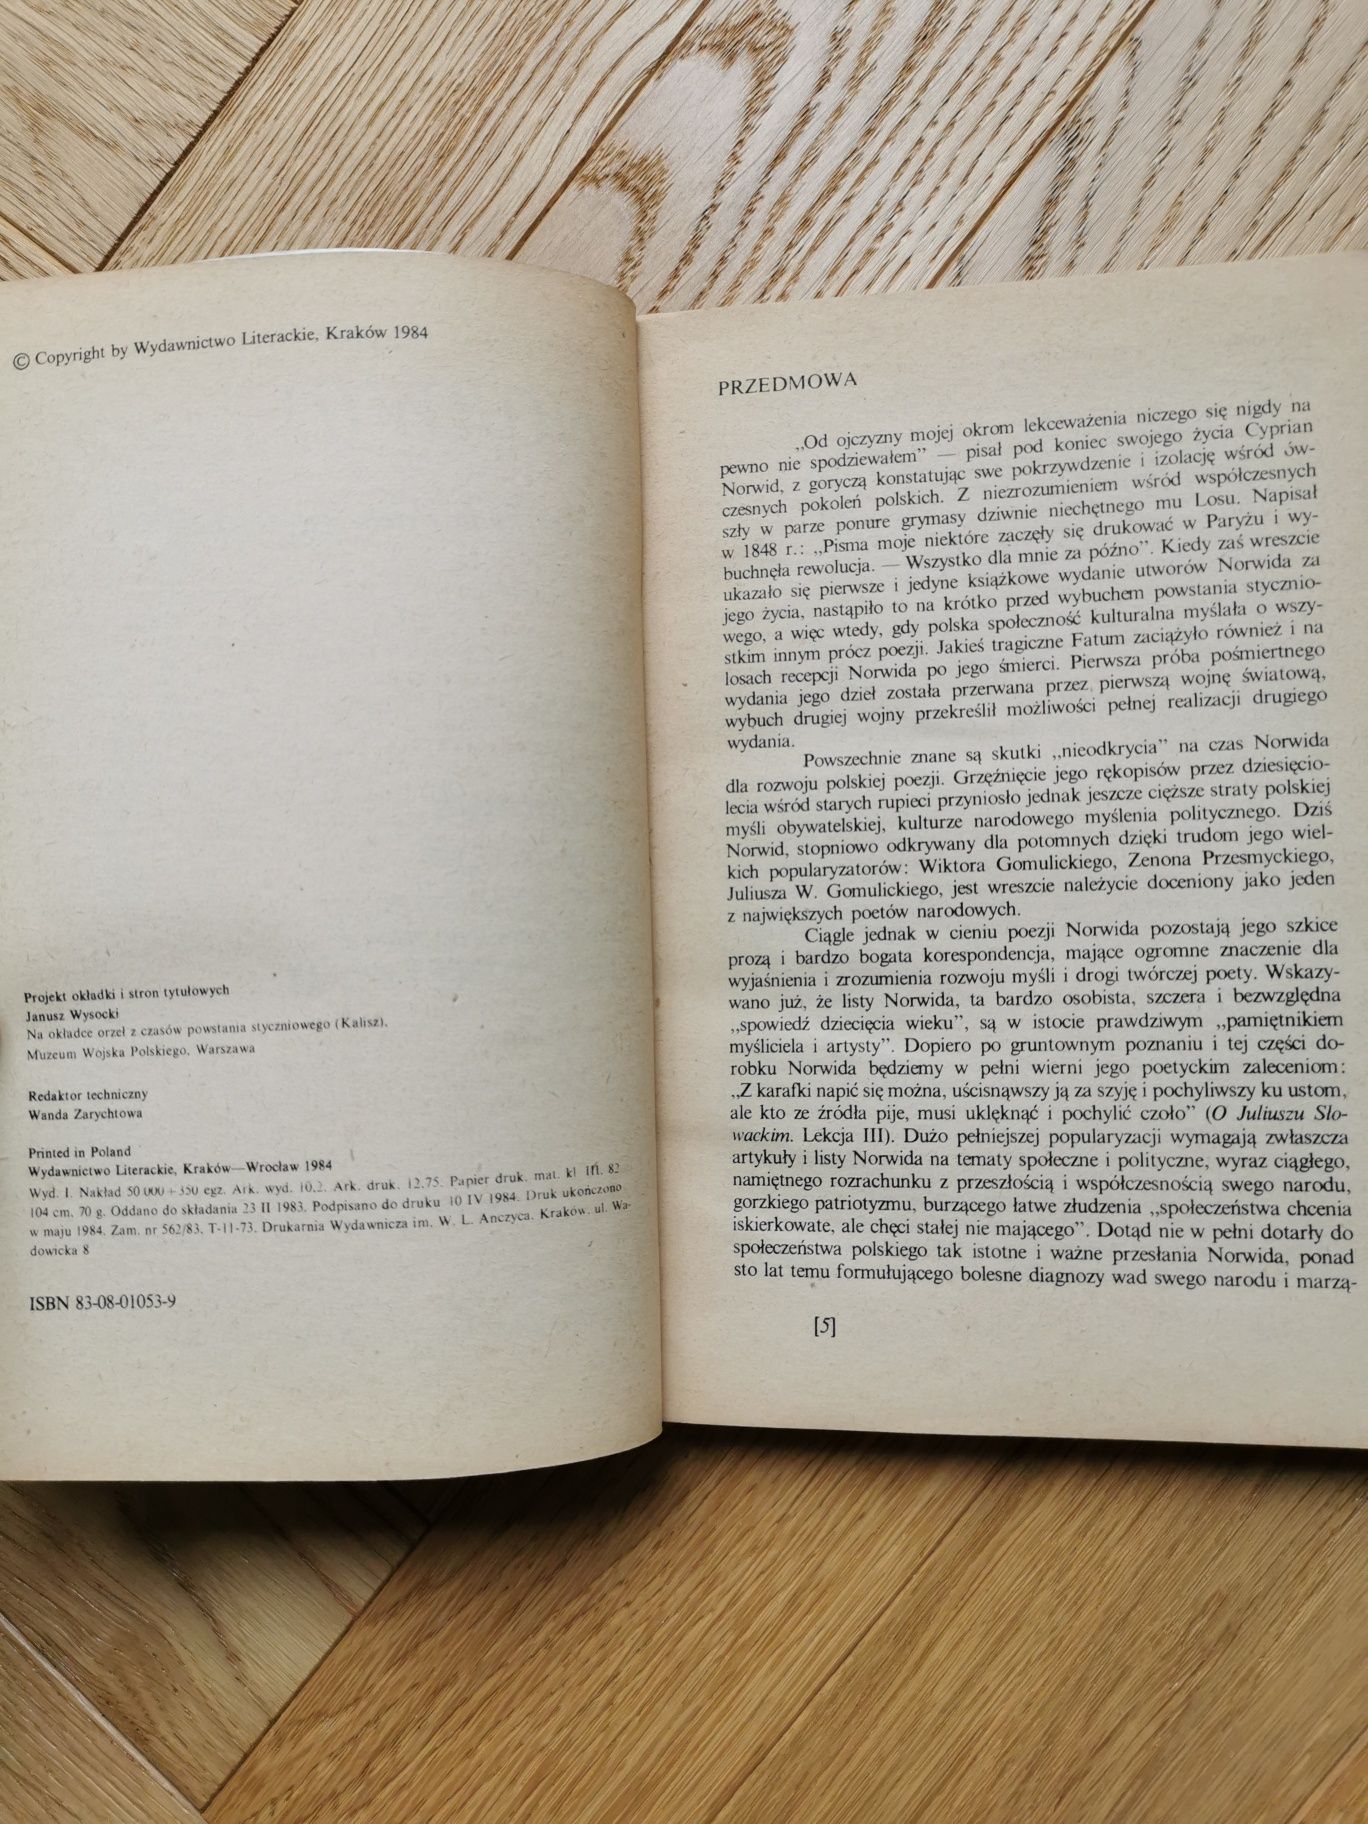 © Copyright by Wydawnictwo Literackie, Kraków 1984
Projekt okładki i stron tytułowych
Janusz Wysocki
Na okładce orzeł z czasów powstania styczniowego (Kalisz),
Muzeum Wojska Polskiego, Warszawa
Redaktor techniczny
Wanda Zarychtowa
Printed in Poland
Wydawnictwo Literackie, Kraków—Wrocław 1984
Wyd. I. Nakład 50 000 + 350 egz. Ark. wyd. 10,2. Ark. druk. 12,75. Papier druk. mat. kl. III. 82
104 cm, 70 g. Oddano do składania 23 II 1983. Podpisano do druku 10 IV 1984. Druk ukończono
w maju 1984. Zam. nr 562/83. T-11-73. Drukarnia Wydawnicza im. W. L. Anczyca. Kraków, ul. Wa-
dowicka 8
ISBN 83-08-01053-9
PRZEDMOWA
„Od ojczyzny mojej okrom lekceważenia niczego się nigdy na
pewno nie spodziewałem” — pisał pod koniec swojego życia Cyprian
Norwid, z goryczą konstatując swe pokrzywdzenie i izolację wśród ów-
czesnych pokoleń polskich. Z niezrozumieniem wśród współczesnych
szły w parze ponure grymasy dziwnie niechętnego mu Losu. Napisał
w 1848 r.: „Pisma moje niektóre zaczęły się drukować w Paryżu i wy-
buchnęła rewolucja. — Wszystko dla mnie za późno”. Kiedy zaś wreszcie
ukazało się pierwsze i jedyne książkowe wydanie utworów Norwida za
jego życia, nastąpiło to na krótko przed wybuchem powstania stycznio-
wego, a więc wtedy, gdy polska społeczność kulturalna myślała o wszy-
stkim innym prócz poezji. Jakieś tragiczne Fatum zaciążyło również i na
losach recepcji Norwida po jego śmierci. Pierwsza próba pośmiertnego
wydania jego dzieł została przerwana przez pierwszą wojnę światową,
wybuch drugiej wojny przekreślił możliwości pełnej realizacji drugiego
wydania.
Powszechnie znane są skutki „nieodkrycia” na czas Norwida
dla rozwoju polskiej poezji. Grzęźnięcie jego rękopisów przez dziesięcio-
lecia wśród starych rupieci przyniosło jednak jeszcze cięższe straty polskiej
myśli obywatelskiej, kulturze narodowego myślenia politycznego. Dziś
Norwid, stopniowo odkrywany dla potomnych dzięki trudom jego wiel-
kich popularyzatorów: Wiktora Gomulickiego, Zenona Przesmyckiego,
Juliusza W. Gomulickiego, jest wreszcie należycie doceniony jako jeden
z największych poetów narodowych.
Ciągle jednak w cieniu poezji Norwida pozostają jego szkice
prozą i bardzo bogata korespondencja, mające ogromne znaczenie dla
wyjaśnienia i zrozumienia rozwoju myśli i drogi twórczej poety. Wskazy-
wano już, że listy Norwida, ta bardzo osobista, szczera i bezwzględna
„spowiedź dziecięcia wieku”, są w istocie prawdziwym „pamiętnikiem
myśliciela i artysty”. Dopiero po gruntownym poznaniu i tej części do-
robku Norwida będziemy w pełni wierni jego poetyckim zaleceniom:
„Z karafki napić się można, uścisnąwszy ją za szyję i pochyliwszy ku ustom,
ale kto ze źródła pije, musi uklęknąć i pochylić czoło” (O Juliuszu Sło-
wackim. Lekcja III). Dużo pełniejszej popularyzacji wymagają zwłaszcza
artykuły i listy Norwida na tematy społeczne i polityczne, wyraz ciągłego,
namiętnego rozrachunku z przeszłością i współczesnością swego narodu,
gorzkiego patriotyzmu, burzącego łatwe złudzenia „społeczeństwa chcenia
iskierkowate, ale chęci stałej nie mającego”. Dotąd nie w pełni dotarły do
społeczeństwa polskiego tak istotne i ważne przesłania Norwida, ponad
sto lat temu formułującego bolesne diagnozy wad swego narodu i marzą-
[5]